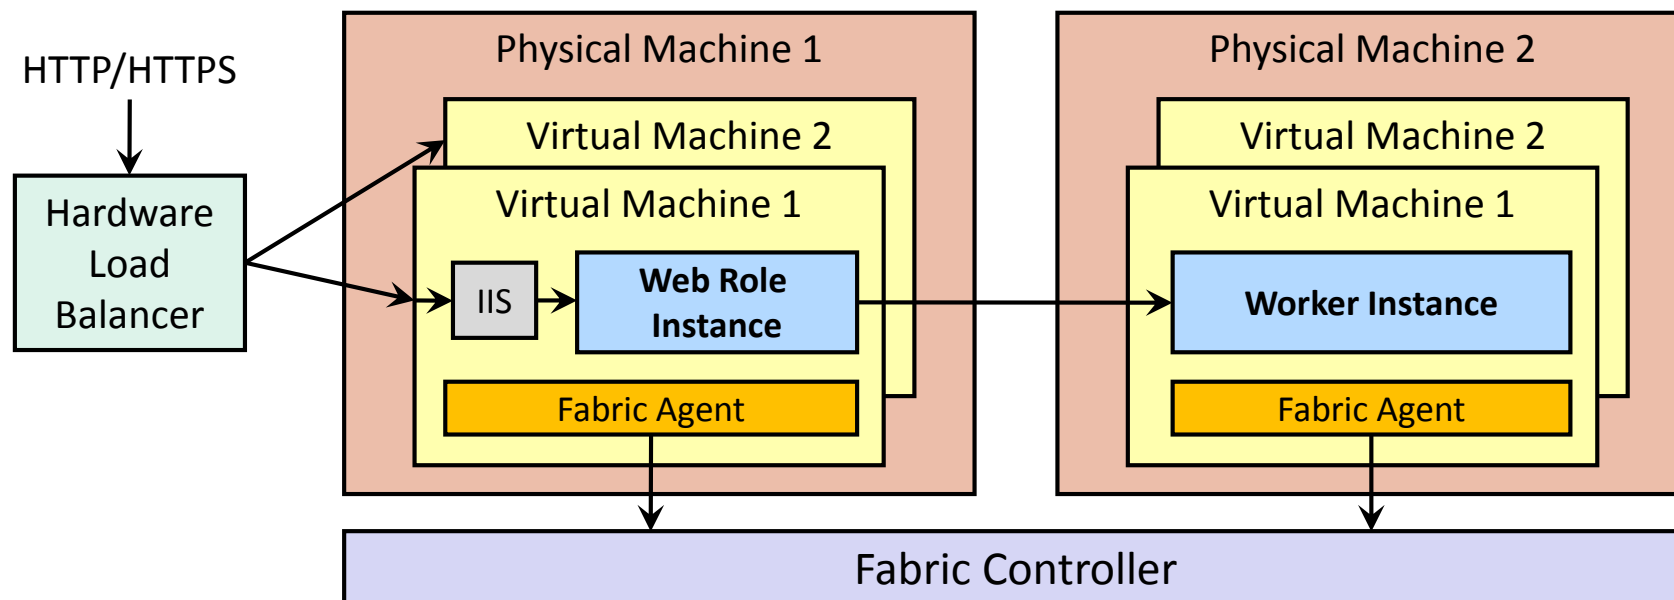 HTTP/HTTPS
Hardware
Load
Balancer
Physical Machine 1
Virtual Machine 2
Virtual Machine 1
IIS
Web Role
Instance
Fabric Agent
Physical Machine 2
Virtual Machine 2
Virtual Machine 1
Worker Instance
Fabric Agent
Fabric Controller